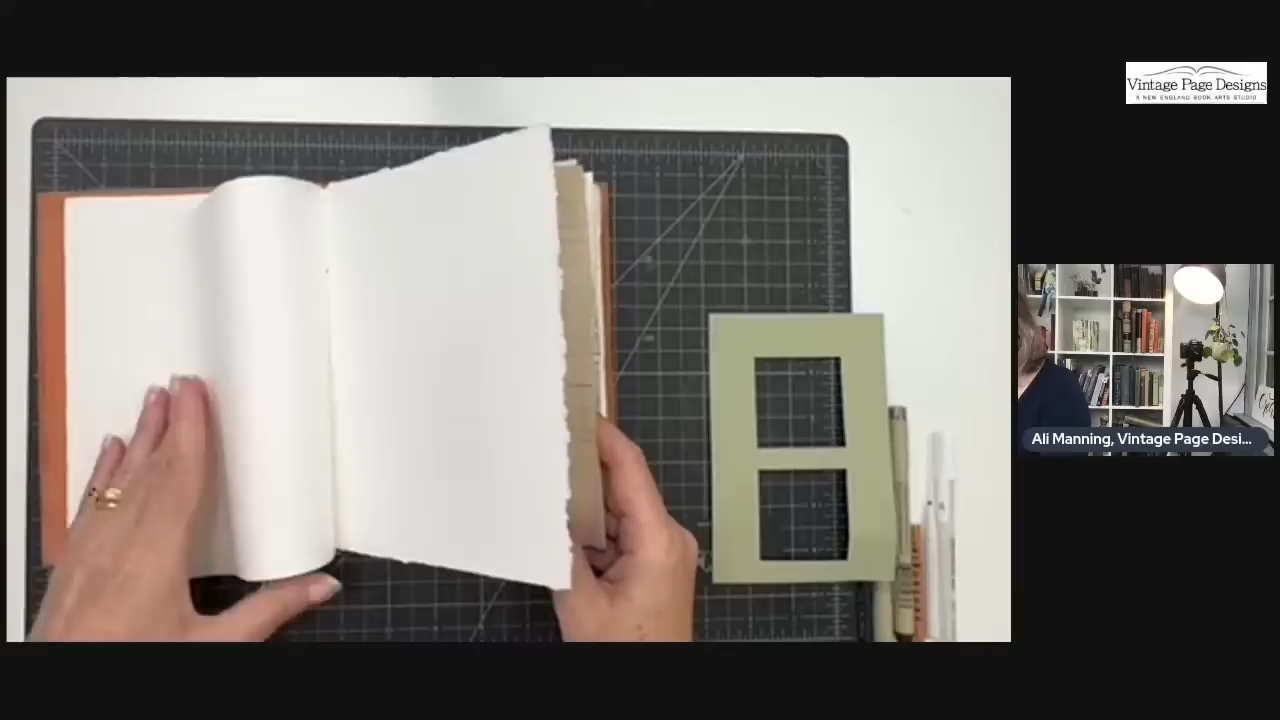 Vintage Page Designs
A NEW ENGLAND BOOK ARTS STUDIO
Ali Manning, Vintage Page Desi...